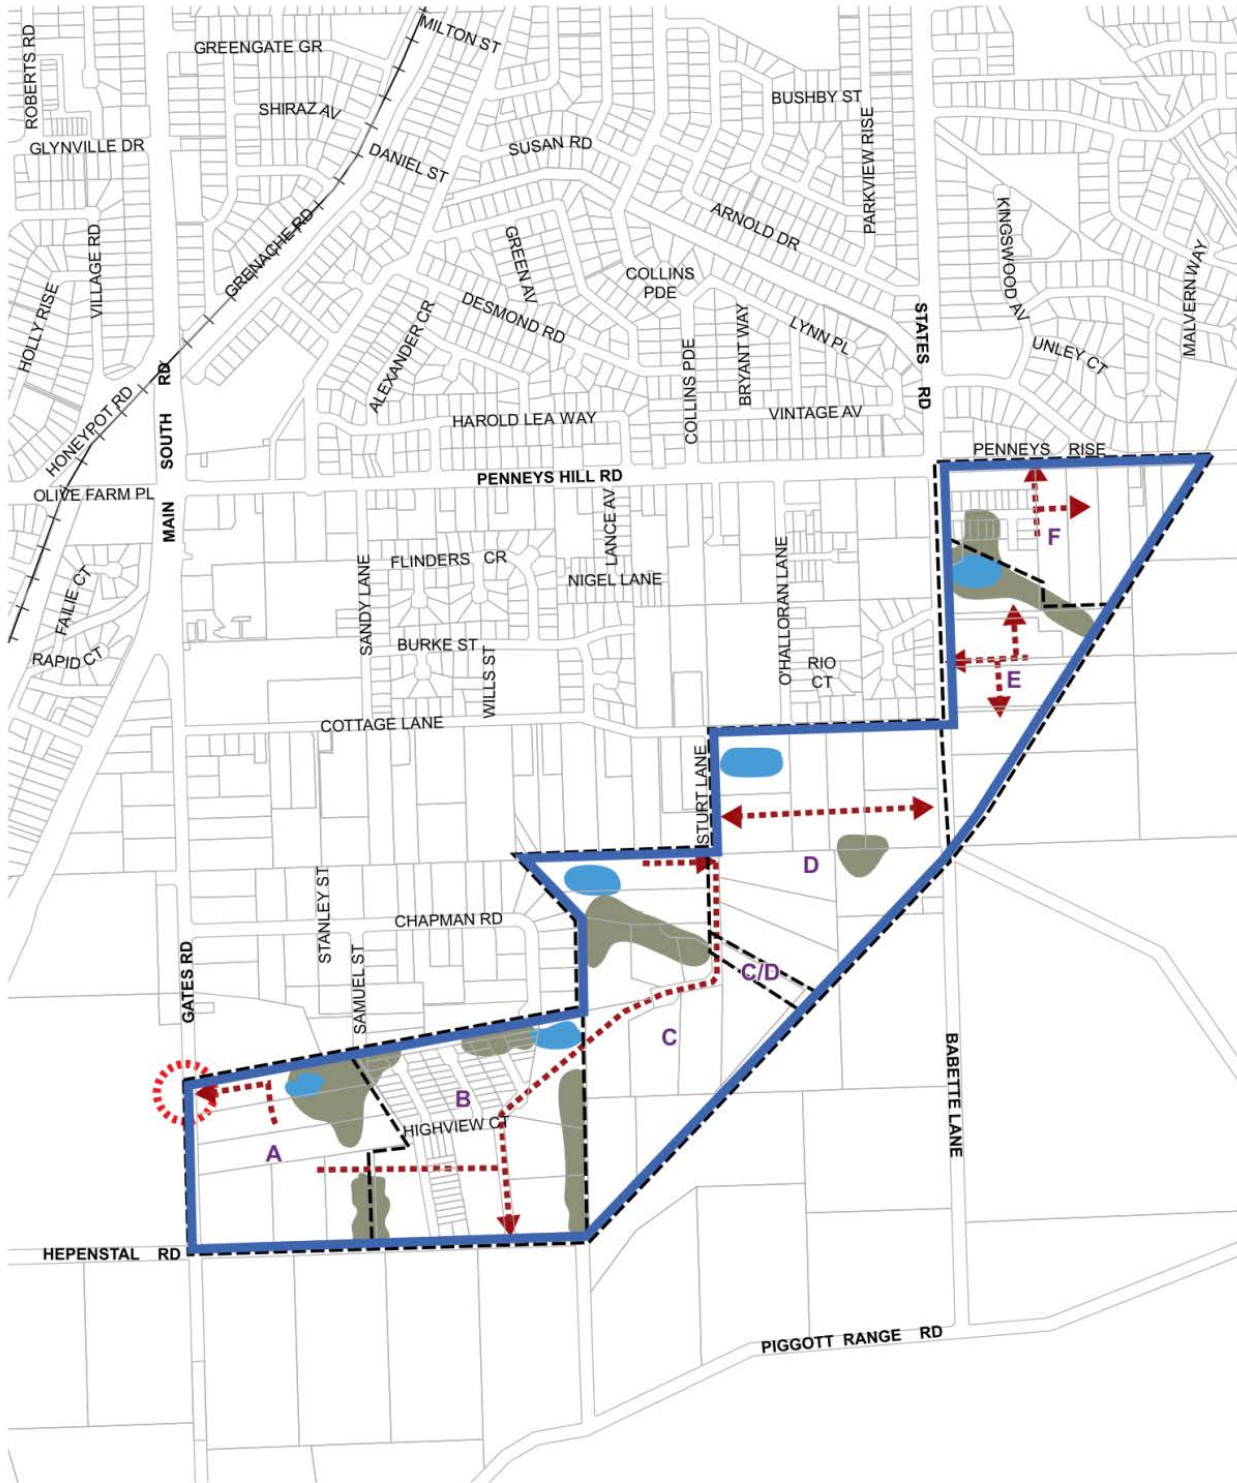 ROBERTS RD
GREENGATE GR
MILTON ST
SHIRAZ AV
BUSHBY ST
GLYNVILLE DR
DANIEL ST
SUSAN RD
PARKVIEW RISE
ARNOLD DR
KINGSWOOD AV
VILLAGE RD
GRENACHE RD
GREEN AV
COLLINS
PDE
MALVERN WAY
HOLLY RISE
DESMOND RD
ALEXANDER CR
BRYANT WAY
LYNN PL
STATES RD
UNLEY CT
HONEYPOT RD
MAIN SOUTH RD
HAROLD LEA WAY
COLLINS PDE
VINTAGE AV
PENNEYS RISE
OLIVE FARM PL
PENNEYS HILL RD
LANCE AV
F
FLINDERS CR
NIGEL LANE
SANDY LANE
O'HALLORAN LANE
FAILIE CT
RAPID CT
BURKE ST
WILLS ST
RIO
CT
E
COTTAGE LANE
STURT LANE
D
STANLEY ST
CHAPMAN RD
SAMUEL ST
GATES RD
C/D
C
B
HIGHVIEW CT
A
BABETTE LANE
HEPENSTAL RD
PIGGOTT RANGE RD